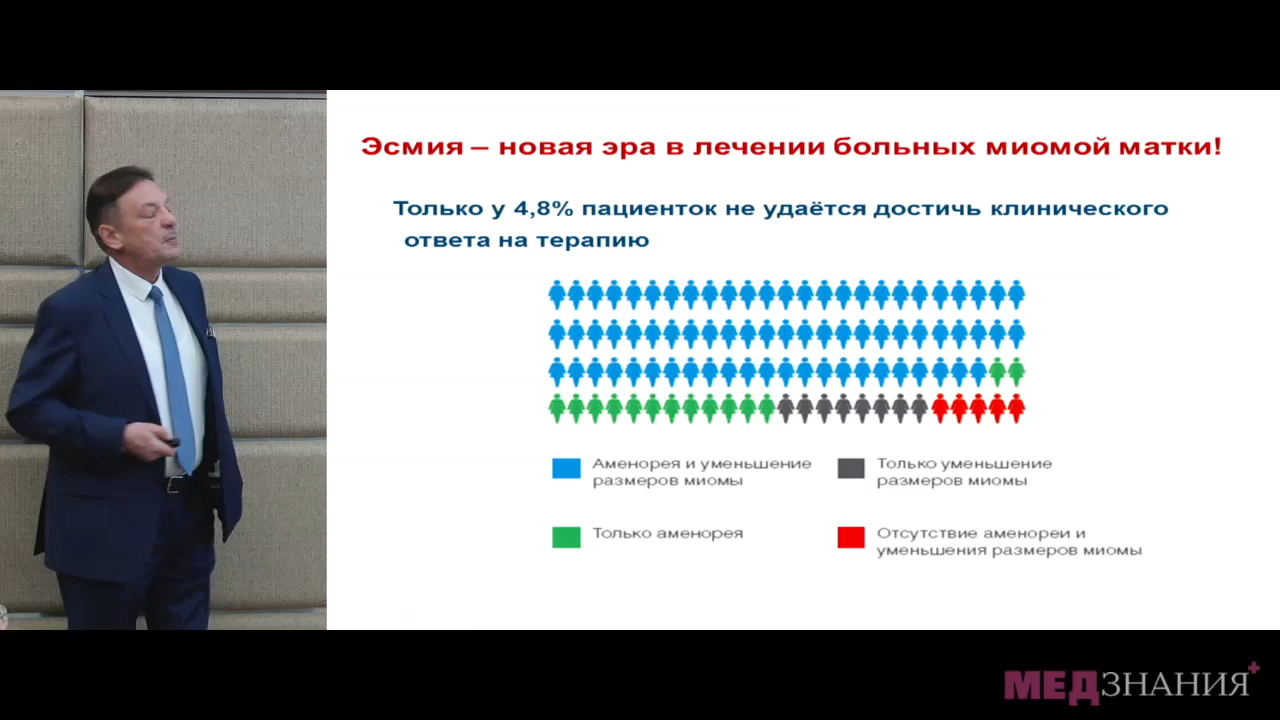 Эсмия – новая эра в лечении больных миомой матки!
Только у 4,8% пациенток не удаётся достичь клинического
ответа на терапию
Аменорея и уменьшение
размеров миомы
Только уменьшение
размеров миомы
Только аменорея
Отсутствие аменореи и
уменьшения размеров миомы
МЕДЗНАНИЯ+